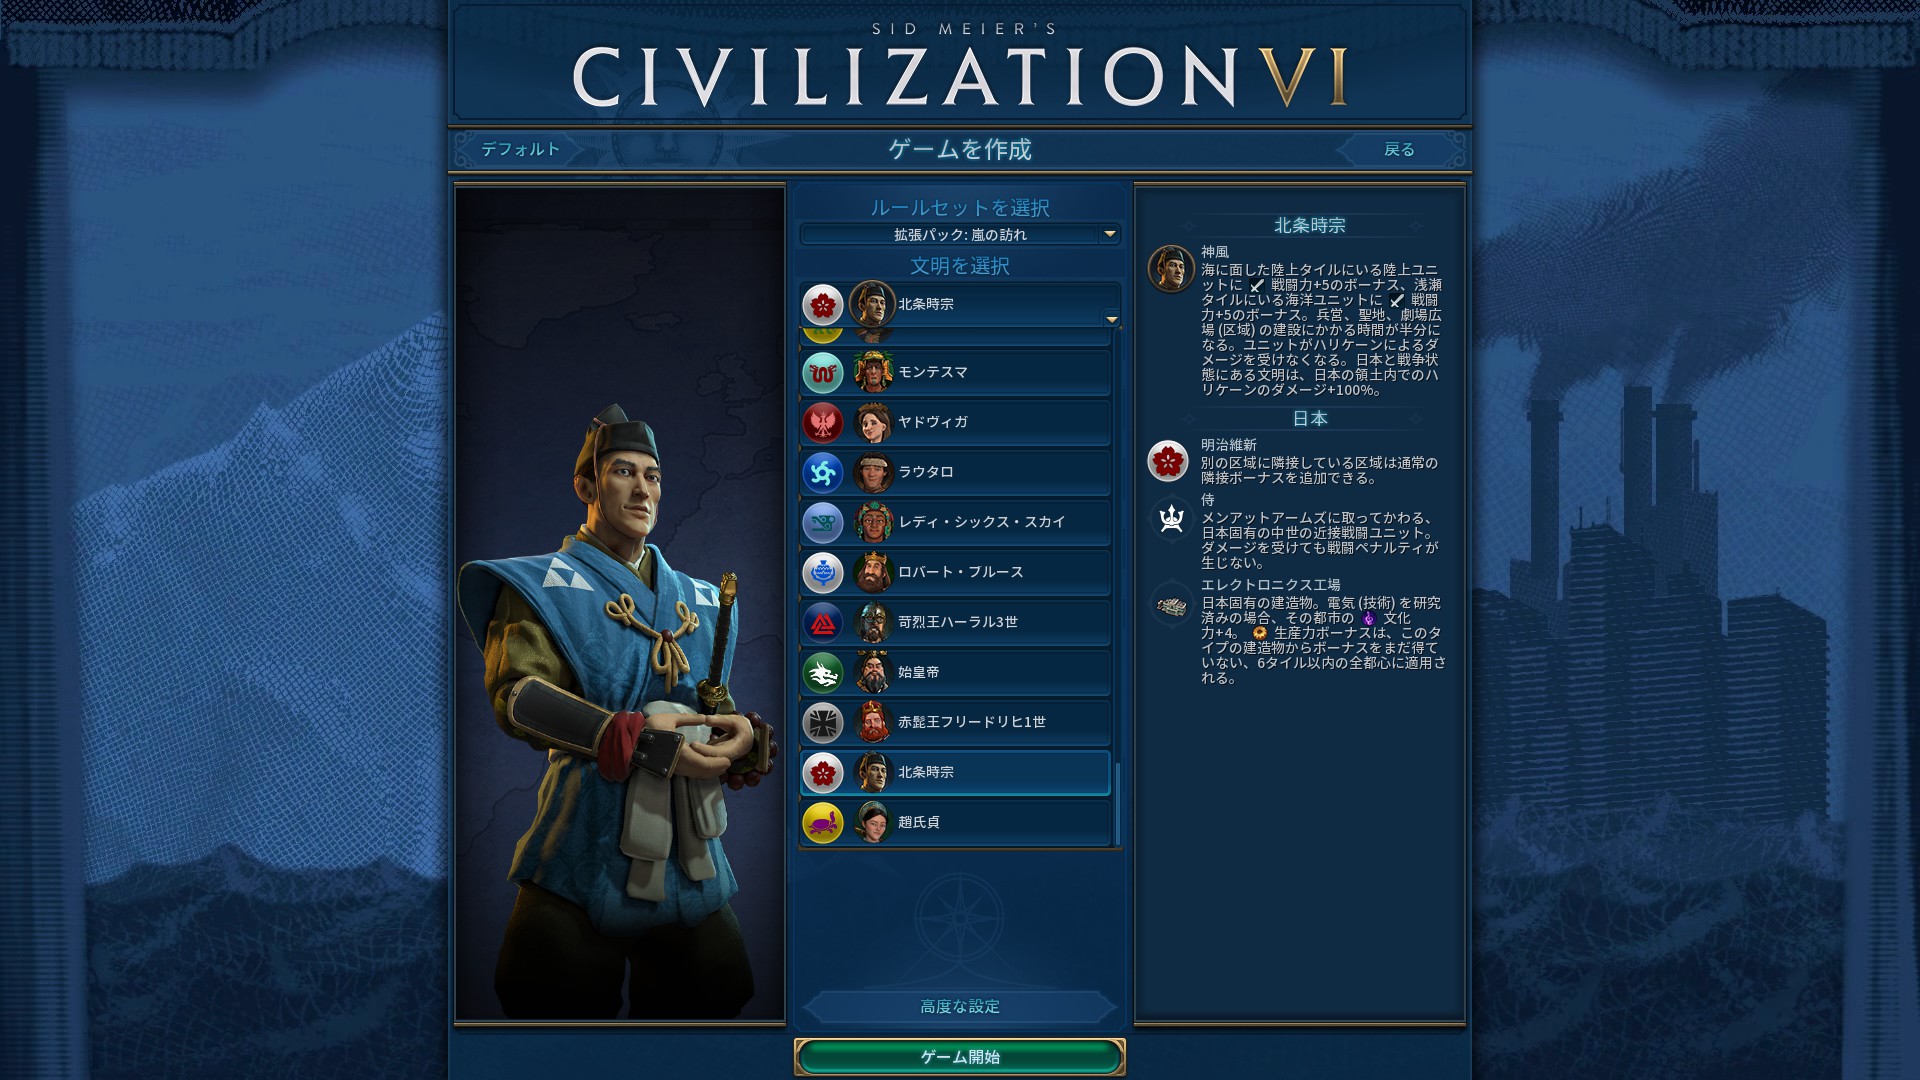 SID MEIER'S
CIVILIZATION VI
デフォルト
ゲームを作成
戻る
ルールセットを選択
拡張パック: 嵐の訪れ
文明を選択
北条時宗
モンテスマ
ヤドヴィガ
ラウタロ
レディ・シックス・スカイ
ロバート・ブルース
苛烈王ハーラル3世
始皇帝
赤髭王フリードリヒ1世
北条時宗
趙氏貞
高度な設定
ゲーム開始
北条時宗
神風
海に面した陸上タイルにいる陸上ユニ
ットに 戦闘力+5のボーナス、浅瀬
タイルにいる海洋ユニットに 戦闘
力+5のボーナス。兵営、聖地、劇場広
場 (区域) の建設にかかる時間が半分に
なる。ユニットがハリケーンによるダ
メージを受けなくなる。日本と戦争状
態にある文明は、日本の領土内でのハ
リケーンのダメージ+100%。
日本
明治維新
別の区域に隣接している区域は通常の
隣接ボーナスを追加できる。
侍
メンアットアームズに取ってかわる、
日本固有の中世の近接戦闘ユニット。
ダメージを受けても戦闘ペナルティが
生じない。
エレクトロニクス工場
日本固有の建造物。電気 (技術) を研究
済みの場合、その都市の 文化
力+4。 生産力ボーナスは、このタ
イプの建造物からボーナスをまだ得て
いない、6タイル以内の全都心に適用さ
れる。